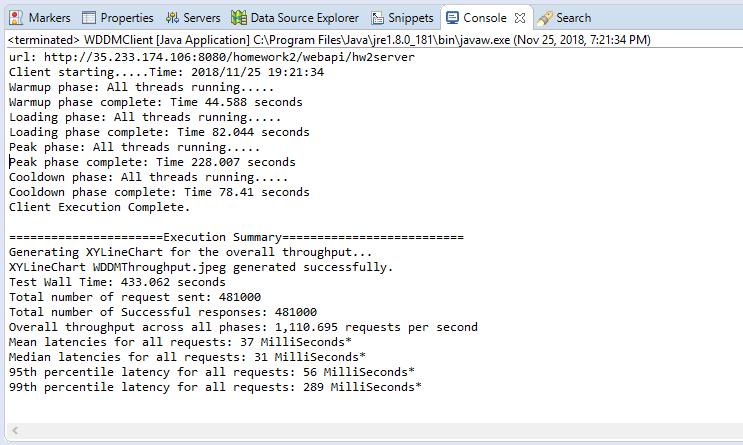 Markers Properties Servers Data Source Explorer Snippets Console Search
<terminated> WDDMClient [Java Application] C:\Program Files\Java\jre1.8.0_181\bin\javaw.exe (Nov 25, 2018, 7:21:34 PM)
url: http://35.233.174.106:8080/homework2/webapi/hw2server
Client starting.....Time: 2018/11/25 19:21:34
Warmup phase: All threads running.....
Warmup phase complete: Time 44.588 seconds
Loading phase: All threads running.....
Loading phase complete: Time 82.044 seconds
Peak phase: All threads running.....
Peak phase complete: Time 228.007 seconds
Cooldown phase: All threads running.....
Cooldown phase complete: Time 78.41 seconds
Client Execution Complete.
======================Execution Summary==========================
Generating XYLineChart for the overall throughput...
XYLineChart WDDMThroughput.jpeg generated successfully.
Test Wall Time: 433.062 seconds
Total number of request sent: 481000
Total number of Successful responses: 481000
Overall throughput across all phases: 1,110.695 requests per second
Mean latencies for all requests: 37 MilliSeconds*
Median latencies for all requests: 31 MilliSeconds*
95th percentile latency for all requests: 56 MilliSeconds*
99th percentile latency for all requests: 289 MilliSeconds*